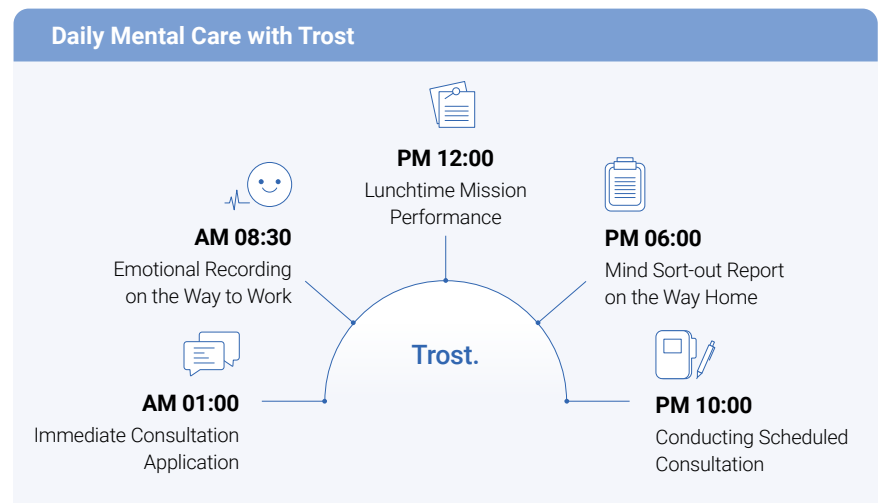 Daily Mental Care with Trost
PM 12:00
Lunchtime Mission
Performance
AM 08:30
Emotional Recording
on the Way to Work
PM 06:00
Mind Sort-out Report
on the Way Home
Trost.
AM 01:00
Immediate Consultation
Application
PM 10:00
Conducting Scheduled
Consultation